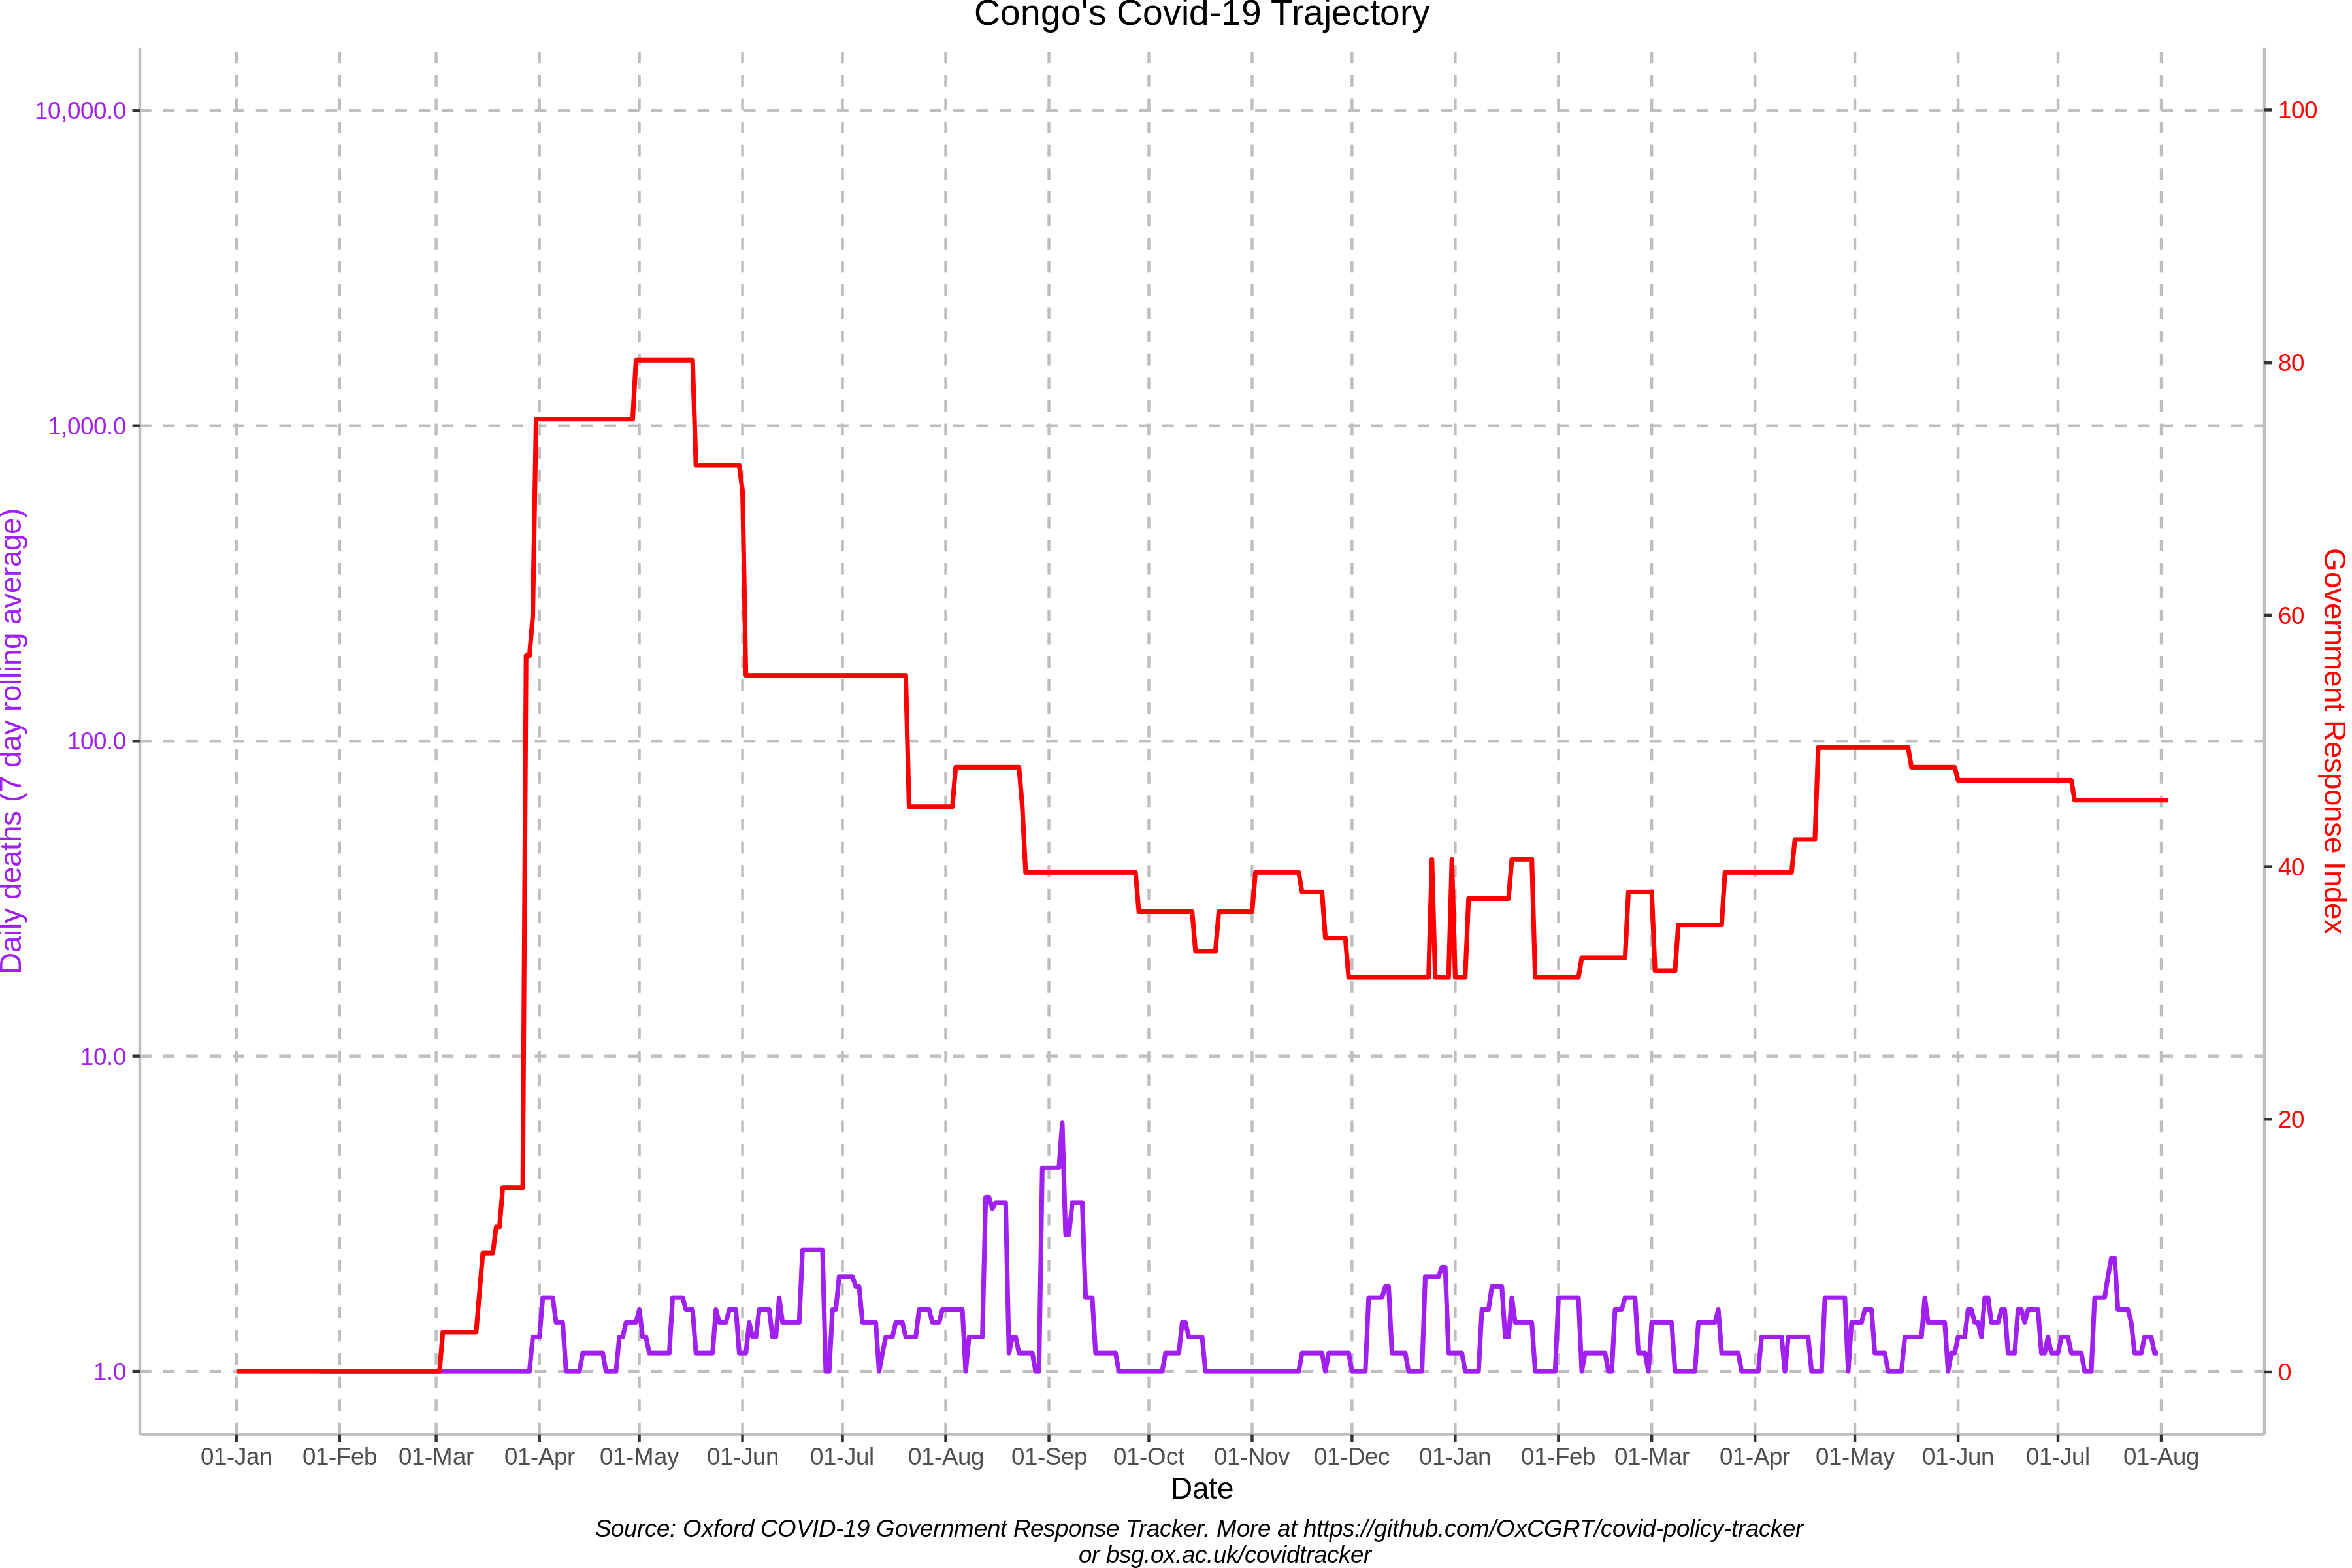 Congo's Covid-19 Trajectory
10,000.0
1,000.0
100.0
10.0
1.0
Daily deaths (7 day rolling average)
100
80
60
40
20
0
Government Response Index
01-Jan 01-Feb 01-Mar 01-Apr 01-May 01-Jun 01-Jul 01-Aug 01-Sep 01-Oct 01-Nov 01-Dec 01-Jan 01-Feb 01-Mar 01-Apr 01-May 01-Jun 01-Jul 01-Aug
Date
Source: Oxford COVID-19 Government Response Tracker. More at https://github.com/OxCGRT/covid-policy-tracker
or bsg.ox.ac.uk/covidtracker